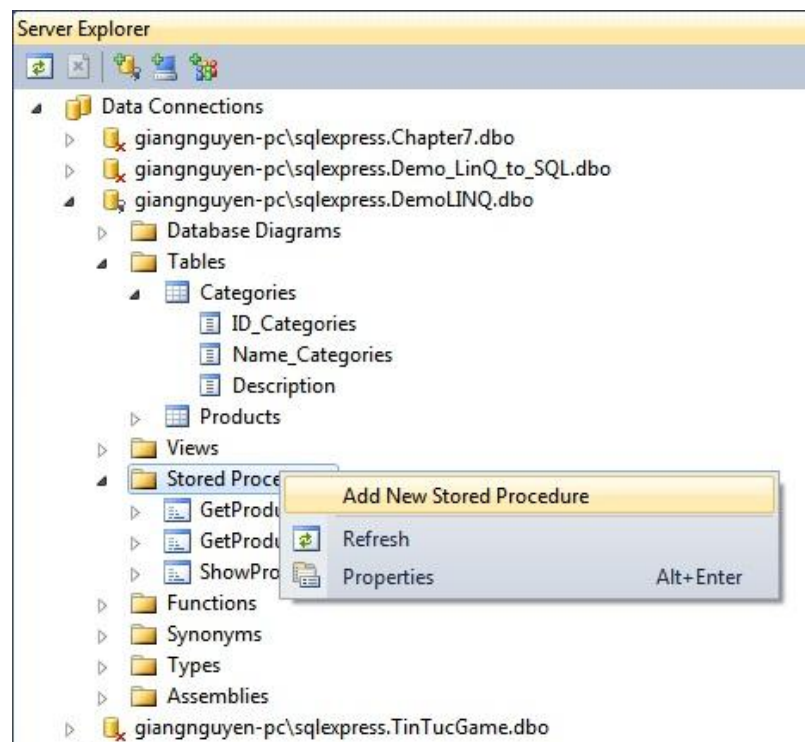 Server Explorer
Data Connections
giangnguyen-pc\sqlexpress.Chapter7.dbo
giangnguyen-pc\sqlexpress.Demo_LinQ_to_SQL.dbo
giangnguyen-pc\sqlexpress.DemoLINQ.dbo
Database Diagrams
Tables
Categories
ID_Categories
Name_Categories
Description
Products
Views
Stored Proce
Add New Stored Procedure
GetProdu
Refresh
GetProdu
ShowPro
Properties Alt+Enter
Functions
Synonyms
Types
Assemblies
giangnguyen-pc\sqlexpress.TinTucGame.dbo